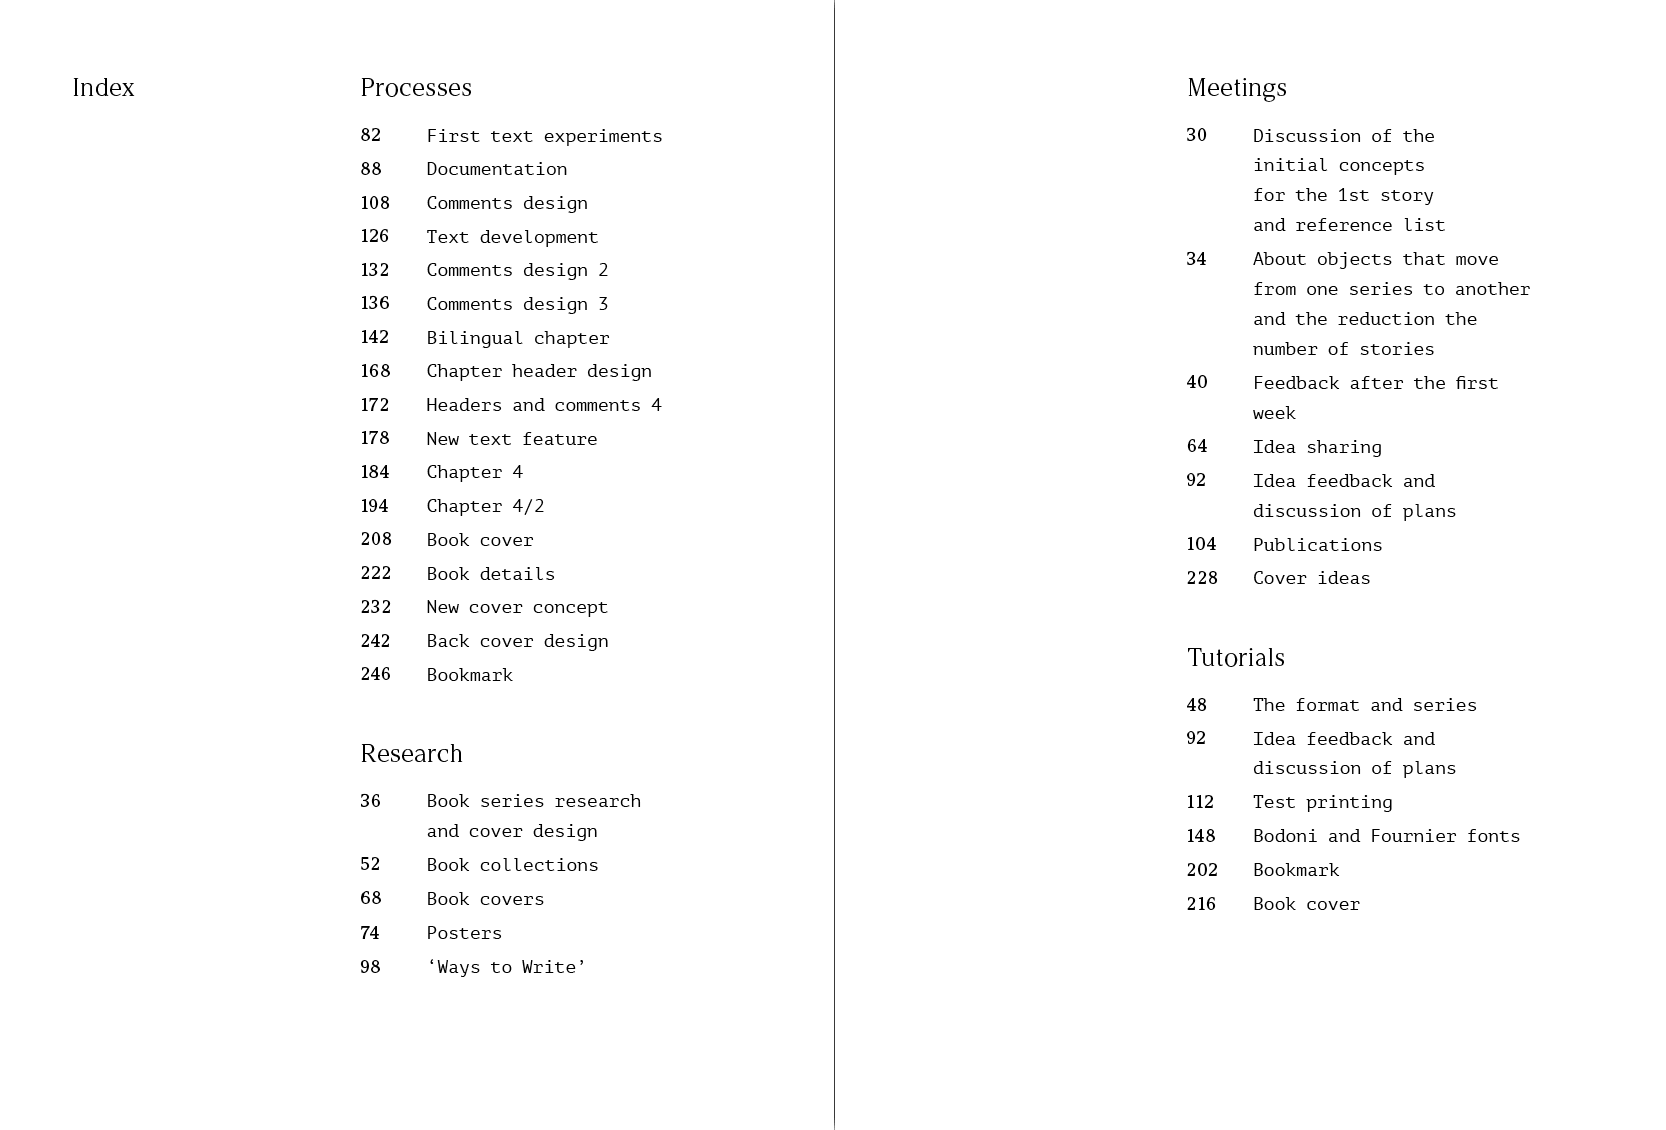 Index
Processes
82 First text experiments
88 Documentation
108 Comments design
126 Text development
132 Comments design 2
136 Comments design 3
142 Bilingual chapter
168 Chapter header design
172 Headers and comments 4
178 New text feature
184 Chapter 4
194 Chapter 4/2
208 Book cover
222 Book details
232 New cover concept
242 Back cover design
246 Bookmark
Research
36 Book series research
and cover design
52 Book collections
68 Book covers
74 Posters
98 ‘Ways to Write’
Meetings
30 Discussion of the
initial concepts
for the 1st story
and reference list
34 About objects that move
from one series to another
and the reduction the
number of stories
40 Feedback after the first
week
64 Idea sharing
92 Idea feedback and
discussion of plans
104 Publications
228 Cover ideas
Tutorials
48 The format and series
92 Idea feedback and
discussion of plans
112 Test printing
148 Bodoni and Fournier fonts
202 Bookmark
216 Book cover